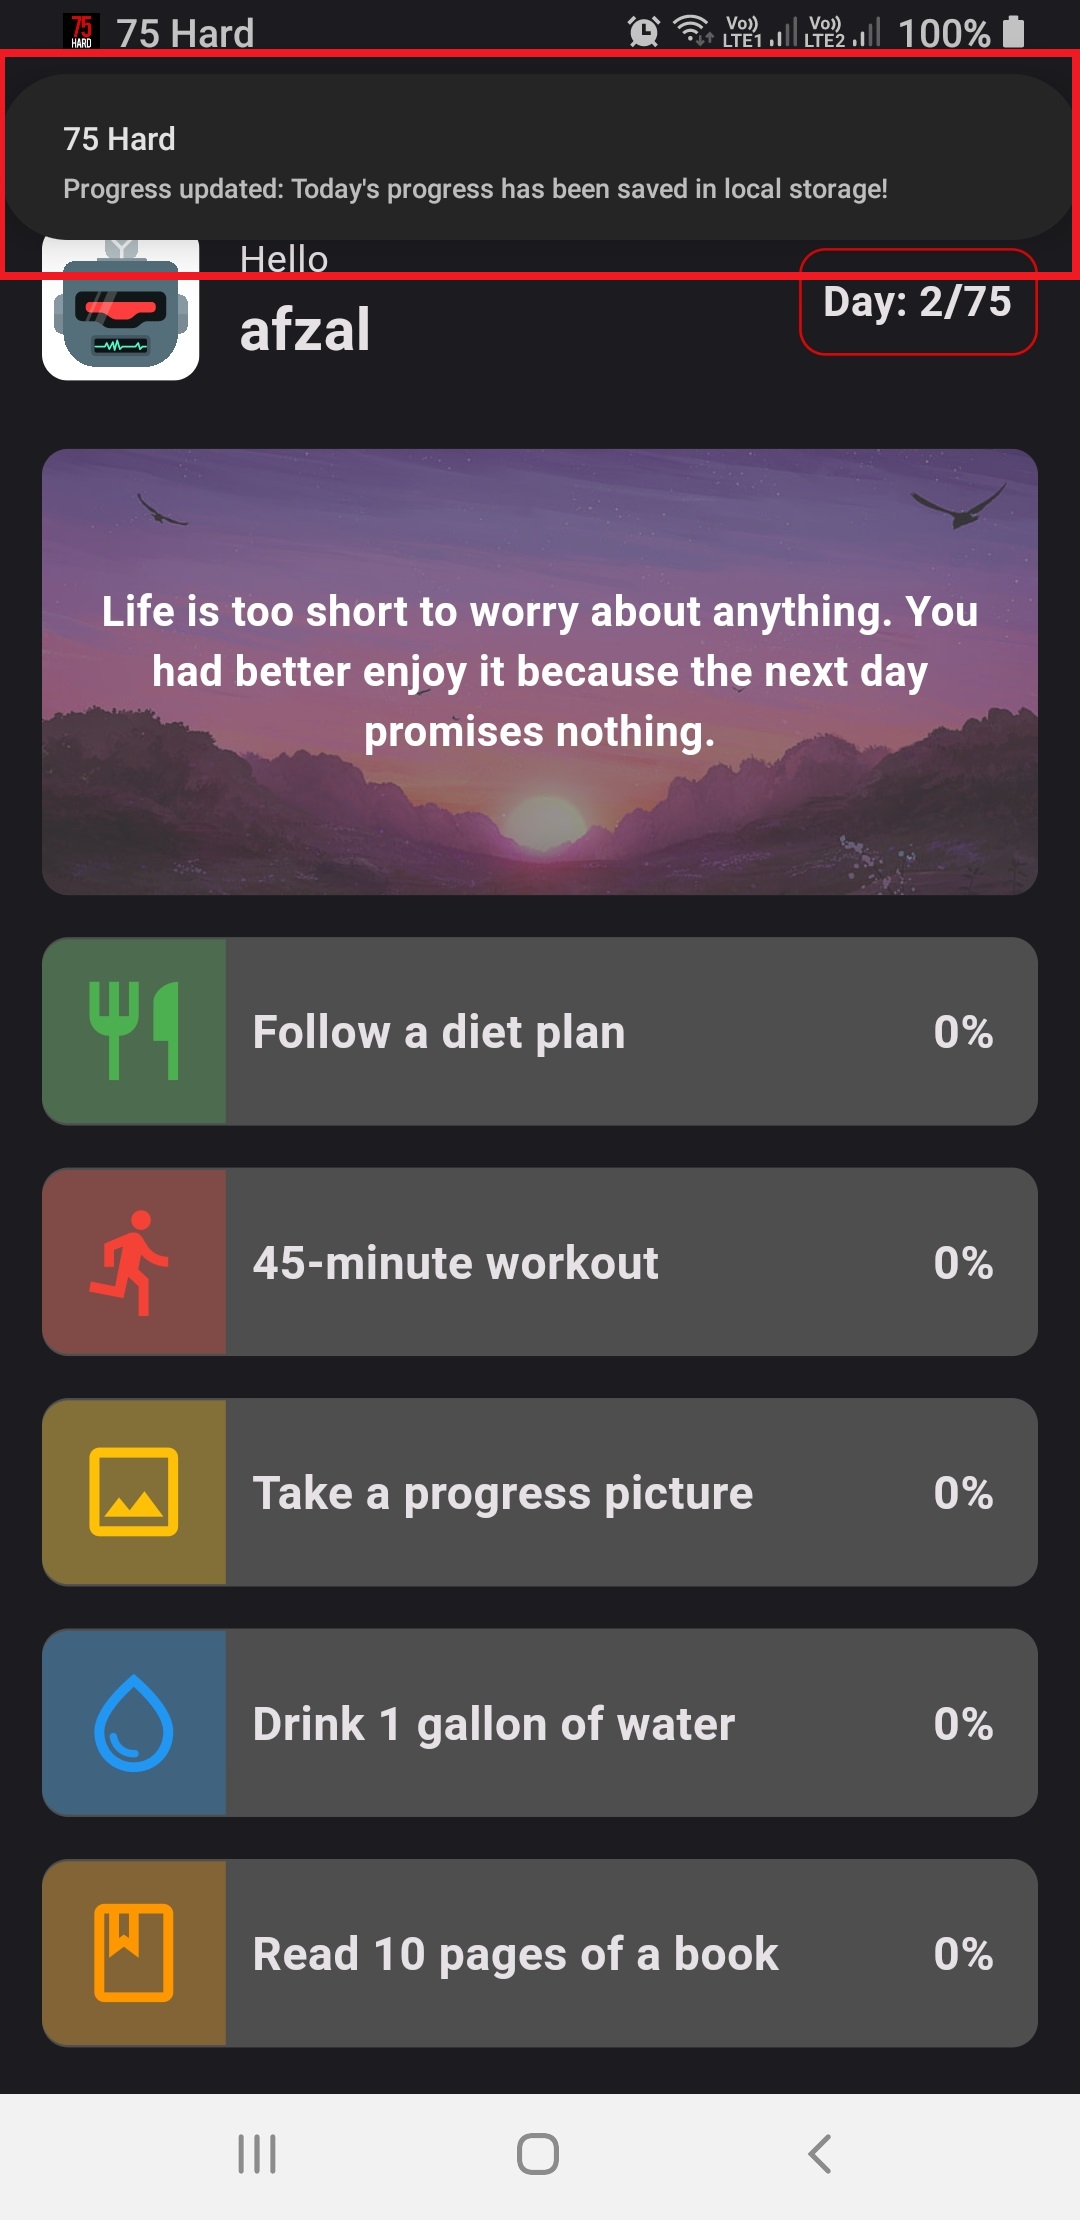 75 HARD 75 Hard Vo)) LTE1 Vo)) LTE2 100%
75 Hard
Progress updated: Today's progress has been saved in local storage!
Hello
afzal
Day: 2/75
Life is too short to worry about anything. You
had better enjoy it because the next day
promises nothing.
Follow a diet plan 0%
45-minute workout 0%
Take a progress picture 0%
Drink 1 gallon of water 0%
Read 10 pages of a book 0%